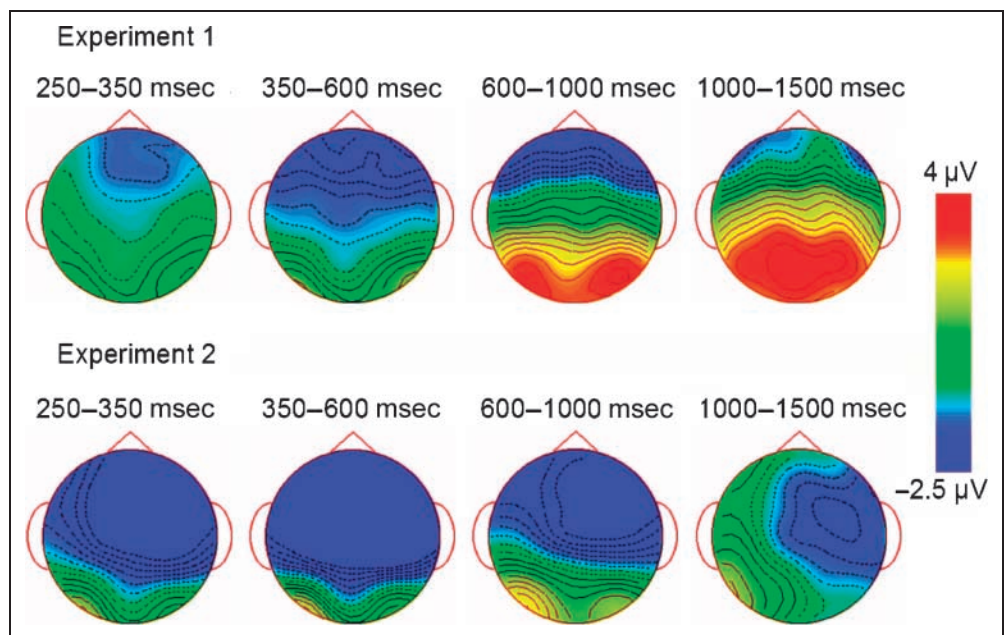 Experiment 1
250–350 msec
350–600 msec
600–1000 msec
1000–1500 msec
4 µV
Experiment 2
250–350 msec
350–600 msec
600–1000 msec
1000–1500 msec
–2.5 µV